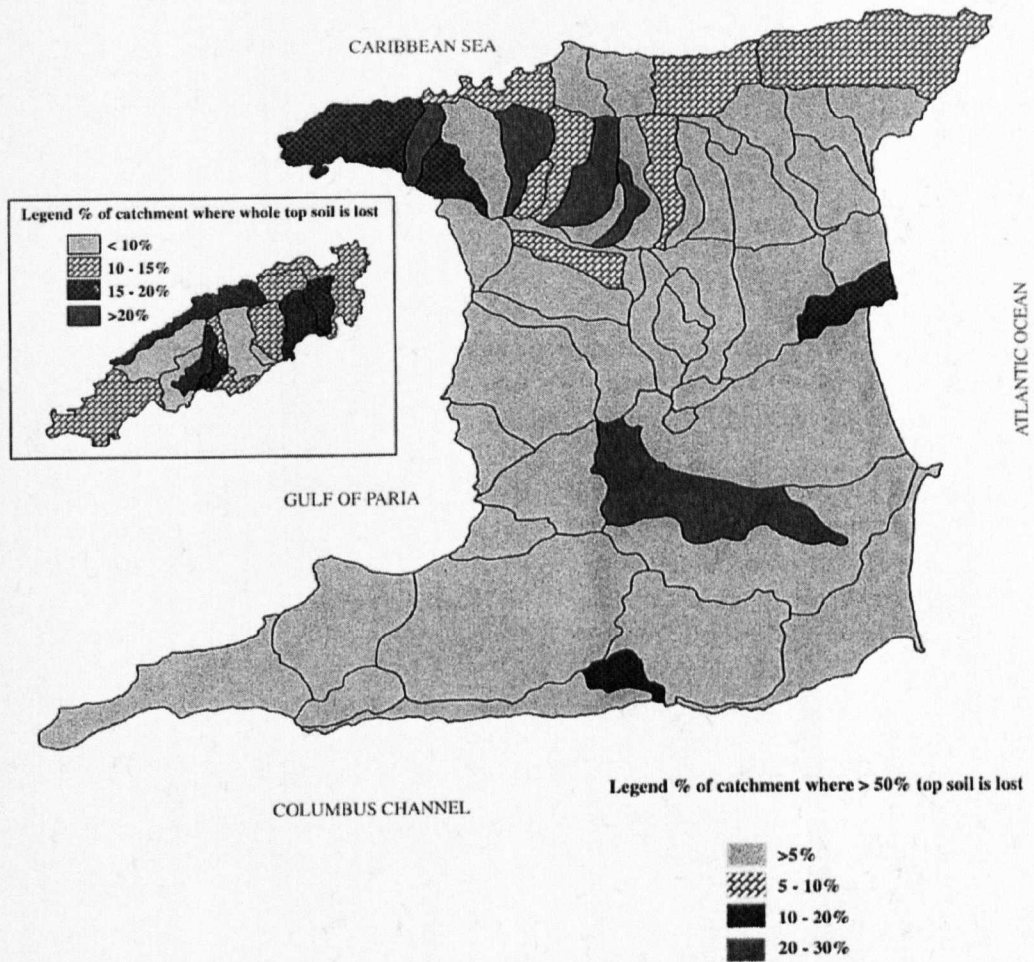 CARIBBEAN SEA
Legend % of catchment where whole top soil is lost
< 10%
10 - 15%
15 - 20%
>20%
ATLANTIC OCEAN
GULF OF PARIA
COLUMBUS CHANNEL
Legend % of catchment where > 50% top soil is lost
>5%
5 - 10%
10 - 20%
20 - 30%